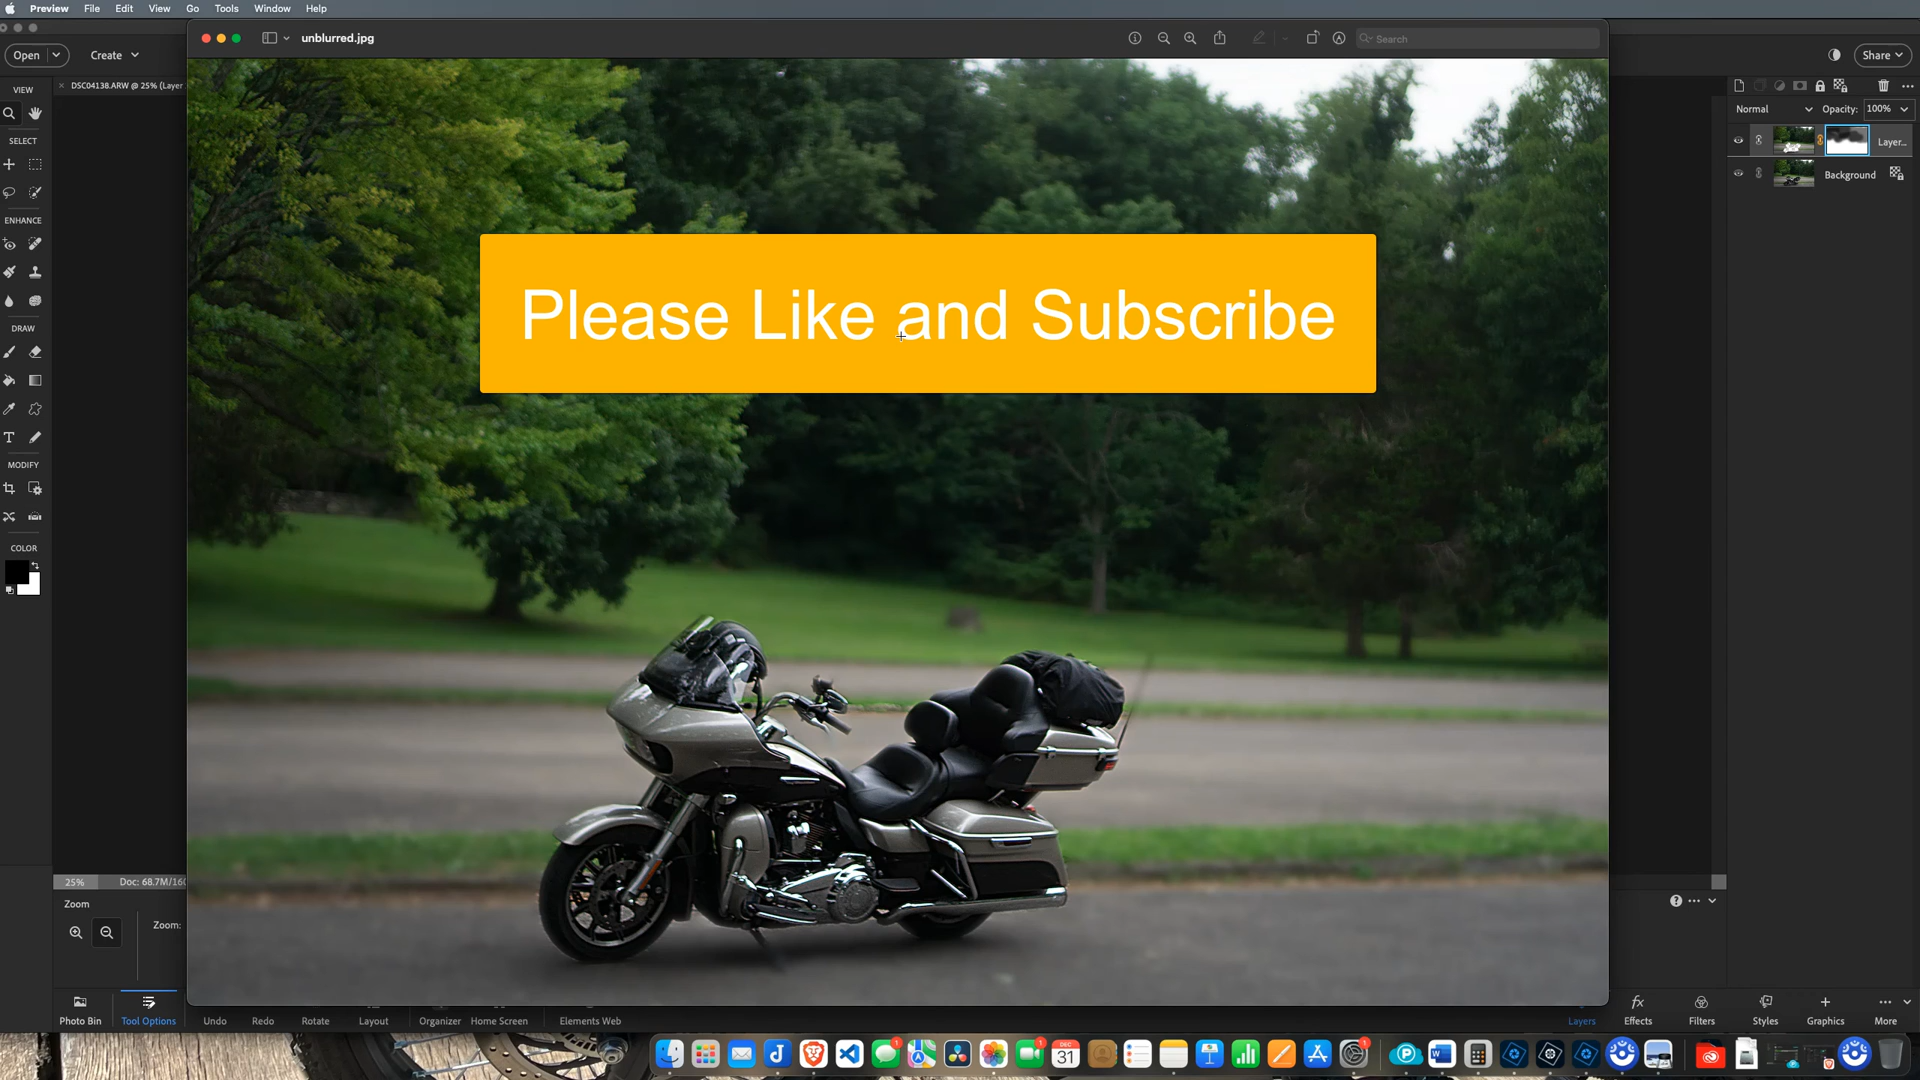 Preview File Edit View Go Tools Window Help
unblurred.jpg
Search
Open Create
Share
DSC04138.ARW @ 25% (Layer
VIEW
SELECT
ENHANCE
DRAW
MODIFY
COLOR
Normal Opacity: 100%
Layer...
Background
Please Like and Subscribe
25% Doc: 68.7M/160
Zoom
Zoom:
Photo Bin Tool Options Undo Redo Rotate Layout Organizer Home Screen Elements Web
Layers Effects Filters Styles Graphics More
DEC
31